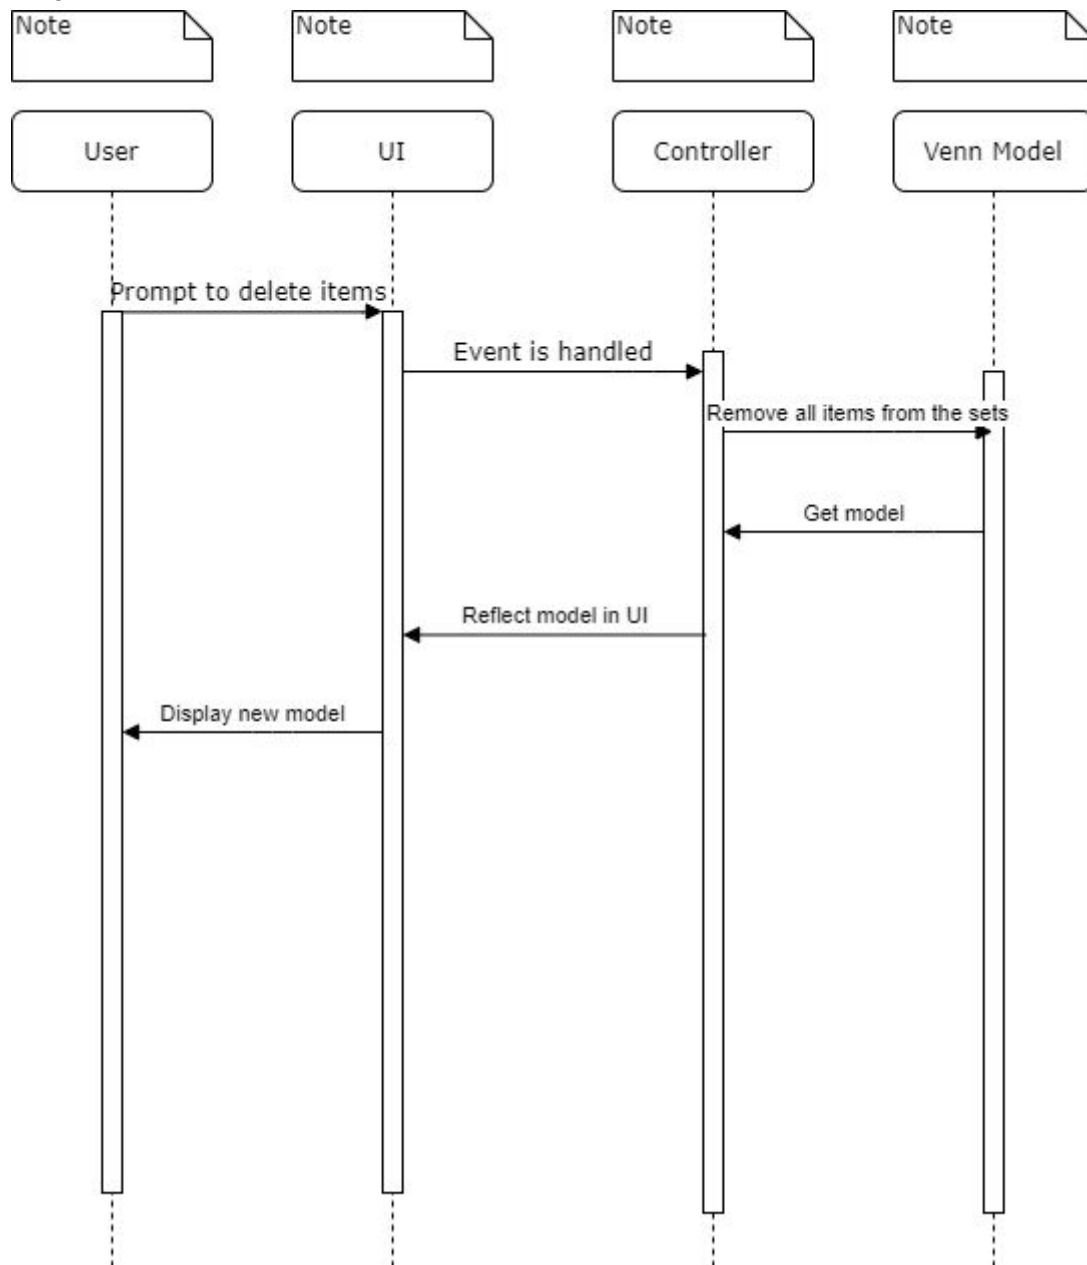 Note
Note
Note
Note
User
UI
Controller
Venn Model
Prompt to delete items
Event is handled
Remove all items from the sets
Get model
Reflect model in UI
Display new model